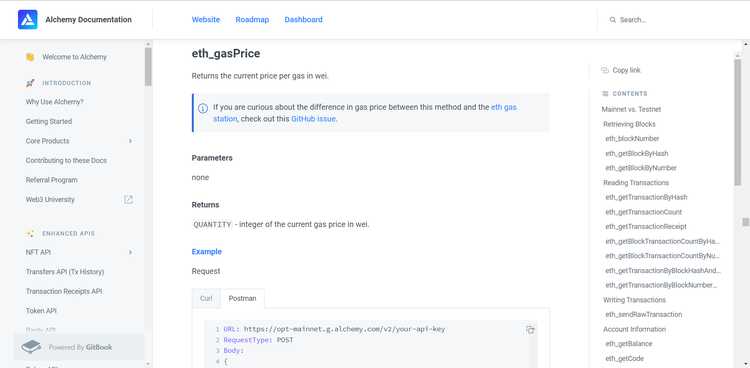 Alchemy Documentation
Website
Roadmap
Dashboard
Search...
Welcome to Alchemy
INTRODUCTION
Why Use Alchemy?
Getting Started
Core Products
Contributing to these Docs
Referral Program
Web3 University
ENHANCED APIS
NFT API
Transfers API (Tx History)
Transaction Receipts API
Token API
Powered By GitBook
eth_gasPrice
Returns the current price per gas in wei.
If you are curious about the difference in gas price between this method and the eth gas
station, check out this GitHub issue.
Parameters
none
Returns
QUANTITY - integer of the current gas price in wei.
Example
Request
Curl
Postman
1 URL: https://opt-mainnet.g.alchemy.com/v2/your-api-key
2 RequestType: POST
3 Body:
4 {
Copy link
CONTENTS
Mainnet vs. Testnet
Retrieving Blocks
eth_blockNumber
eth_getBlockByHash
eth_getBlockByNumber
Reading Transactions
eth_getTransactionByHash
eth_getTransactionCount
eth_getTransactionReceipt
eth_getBlockTransactionCountByHa...
eth_getBlockTransactionCountByNu...
eth_getTransactionByBlockHashAnd...
eth_getTransactionByBlockNumber...
Writing Transactions
eth_sendRawTransaction
Account Information
eth_getBalance
eth_getCode